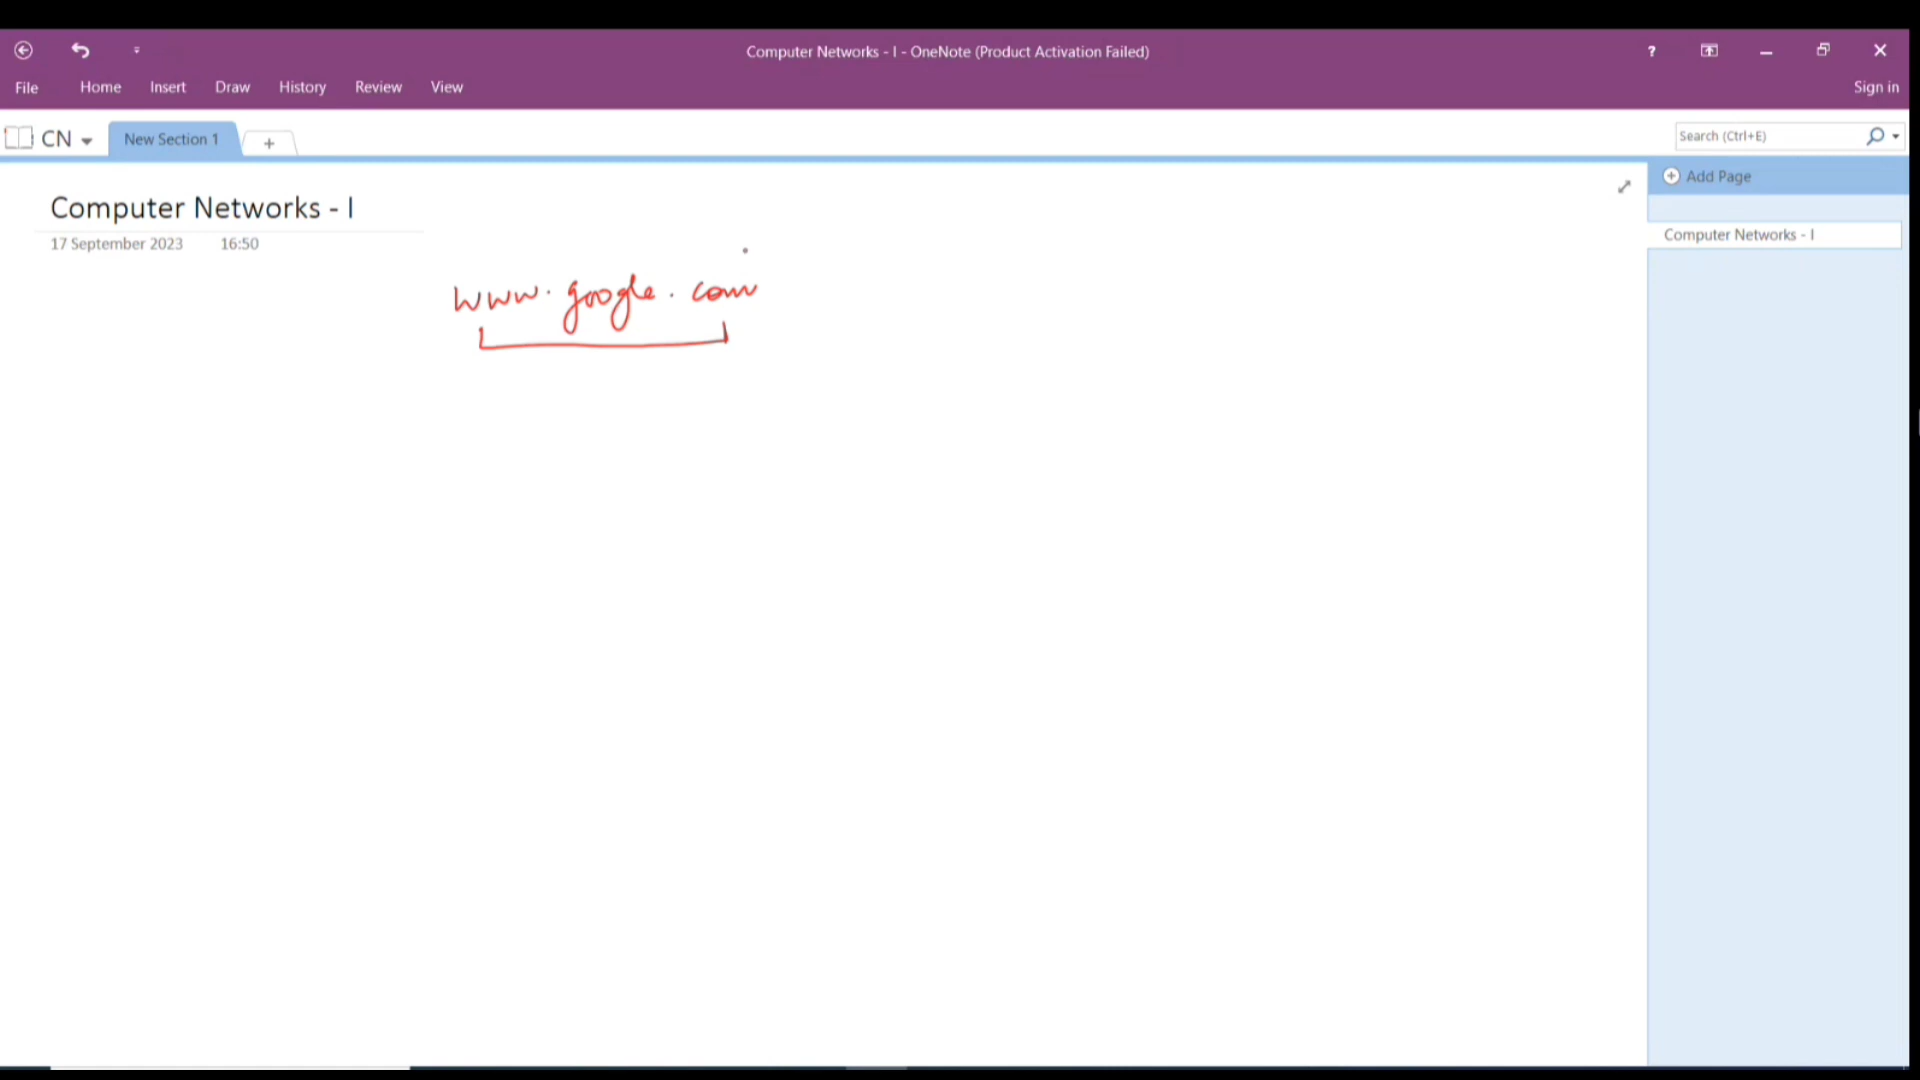 Computer Networks - I - OneNote (Product Activation Failed)
?
File Home Insert Draw History Review View Sign in
CN New Section 1 + Search (Ctrl+E)
Add Page
Computer Networks - I
17 September 2023 16:50
Computer Networks - I
www.google.com